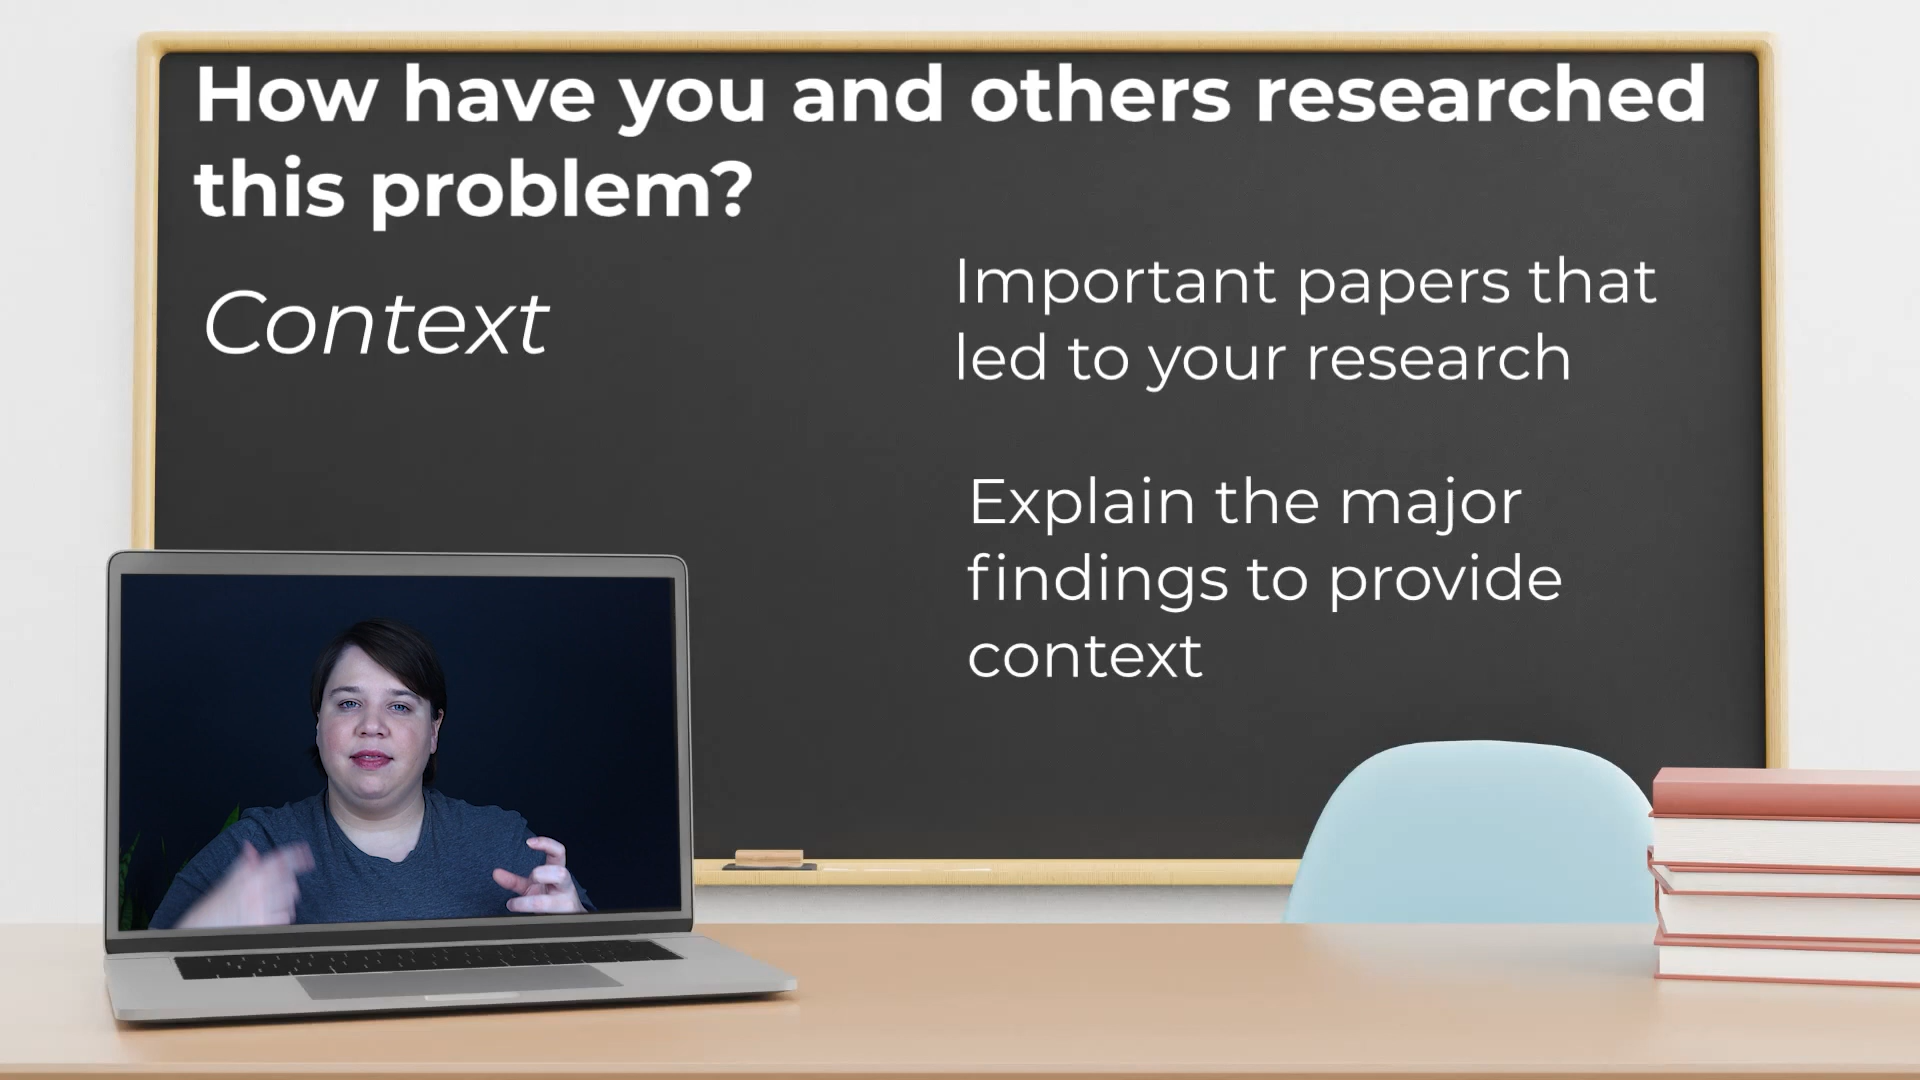 How have you and others researched
this problem?
Context
Important papers that
led to your research
Explain the major
findings to provide
context